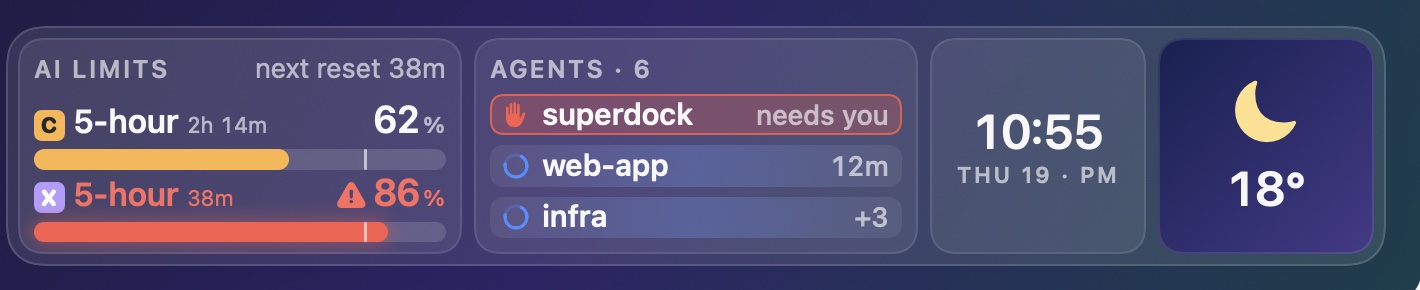 AI LIMITS next reset 38m
C 5-hour 2h 14m 62%
X 5-hour 38m 86%
AGENTS · 6
superdock needs you
web-app 12m
infra +3
10:55
THU 19 · PM
18°